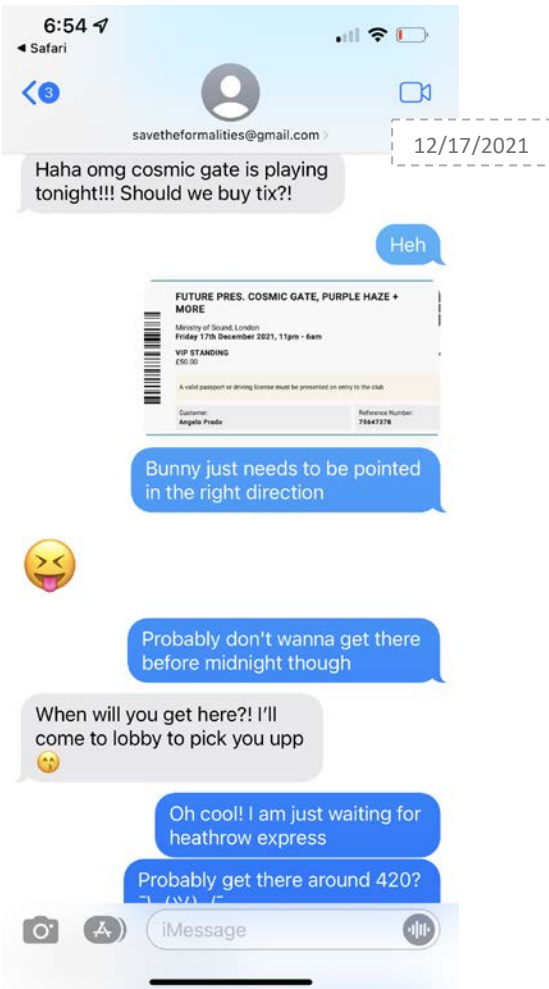 6:54
Safari
3
savetheformalities@gmail.com
12/17/2021
Haha omg cosmic gate is playing
tonight!!! Should we buy tix?!
Heh
FUTURE PRES. COSMIC GATE, PURPLE HAZE +
MORE
Ministry of Sound, London
Friday 17th December 2021, 11pm - 6am
VIP STANDING
£50.00
A valid passport or driving license must be presented on entry to the club
Customer:
Angelo Prado
Reference Number:
75647378
Bunny just needs to be pointed
in the right direction
Probably don't wanna get there
before midnight though
When will you get here?! I'll
come to lobby to pick you upp
Oh cool! I am just waiting for
heathrow express
Probably get there around 420?
¯\_(ツ)_/¯
iMessage